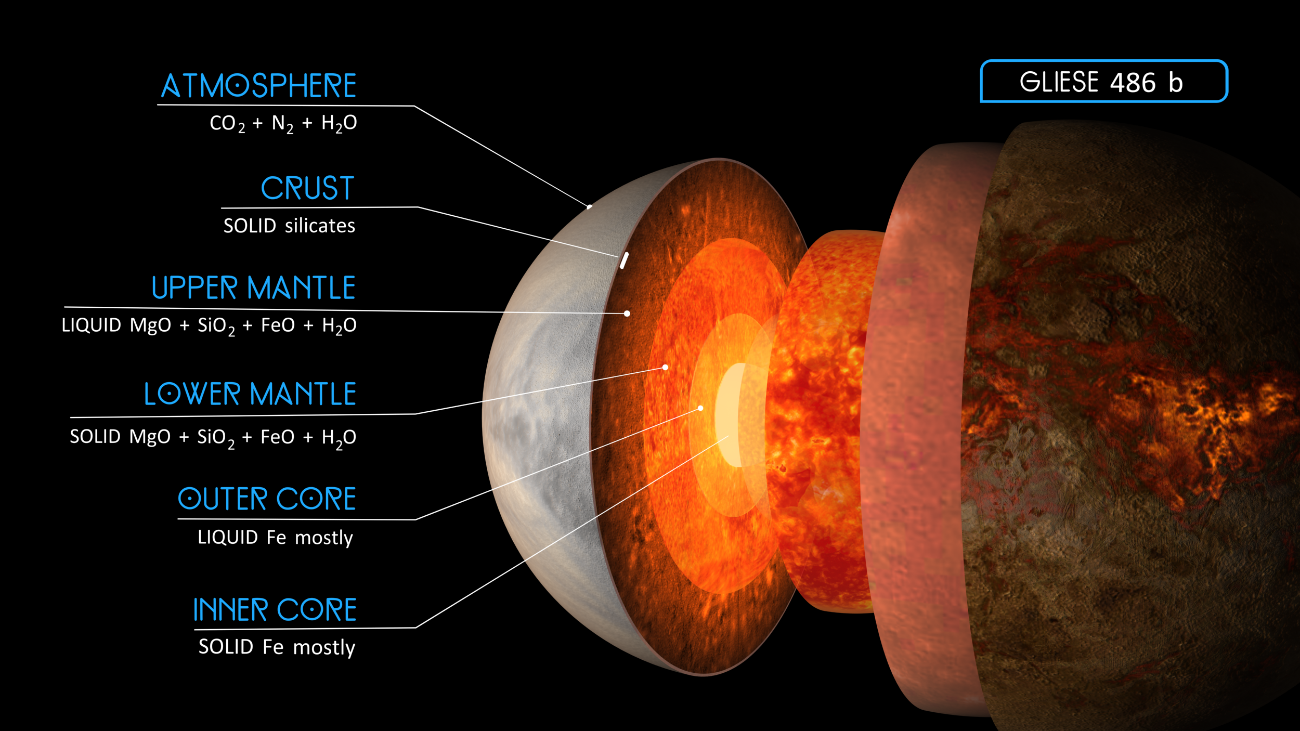 GLIESE 486 b
ATMOSPHERE
CO₂ + N₂ + H₂O
CRUST
SOLID silicates
UPPER MANTLE
LIQUID MgO + SiO₂ + FeO + H₂O
LOWER MANTLE
SOLID MgO + SiO₂ + FeO + H₂O
OUTER CORE
LIQUID Fe mostly
INNER CORE
SOLID Fe mostly